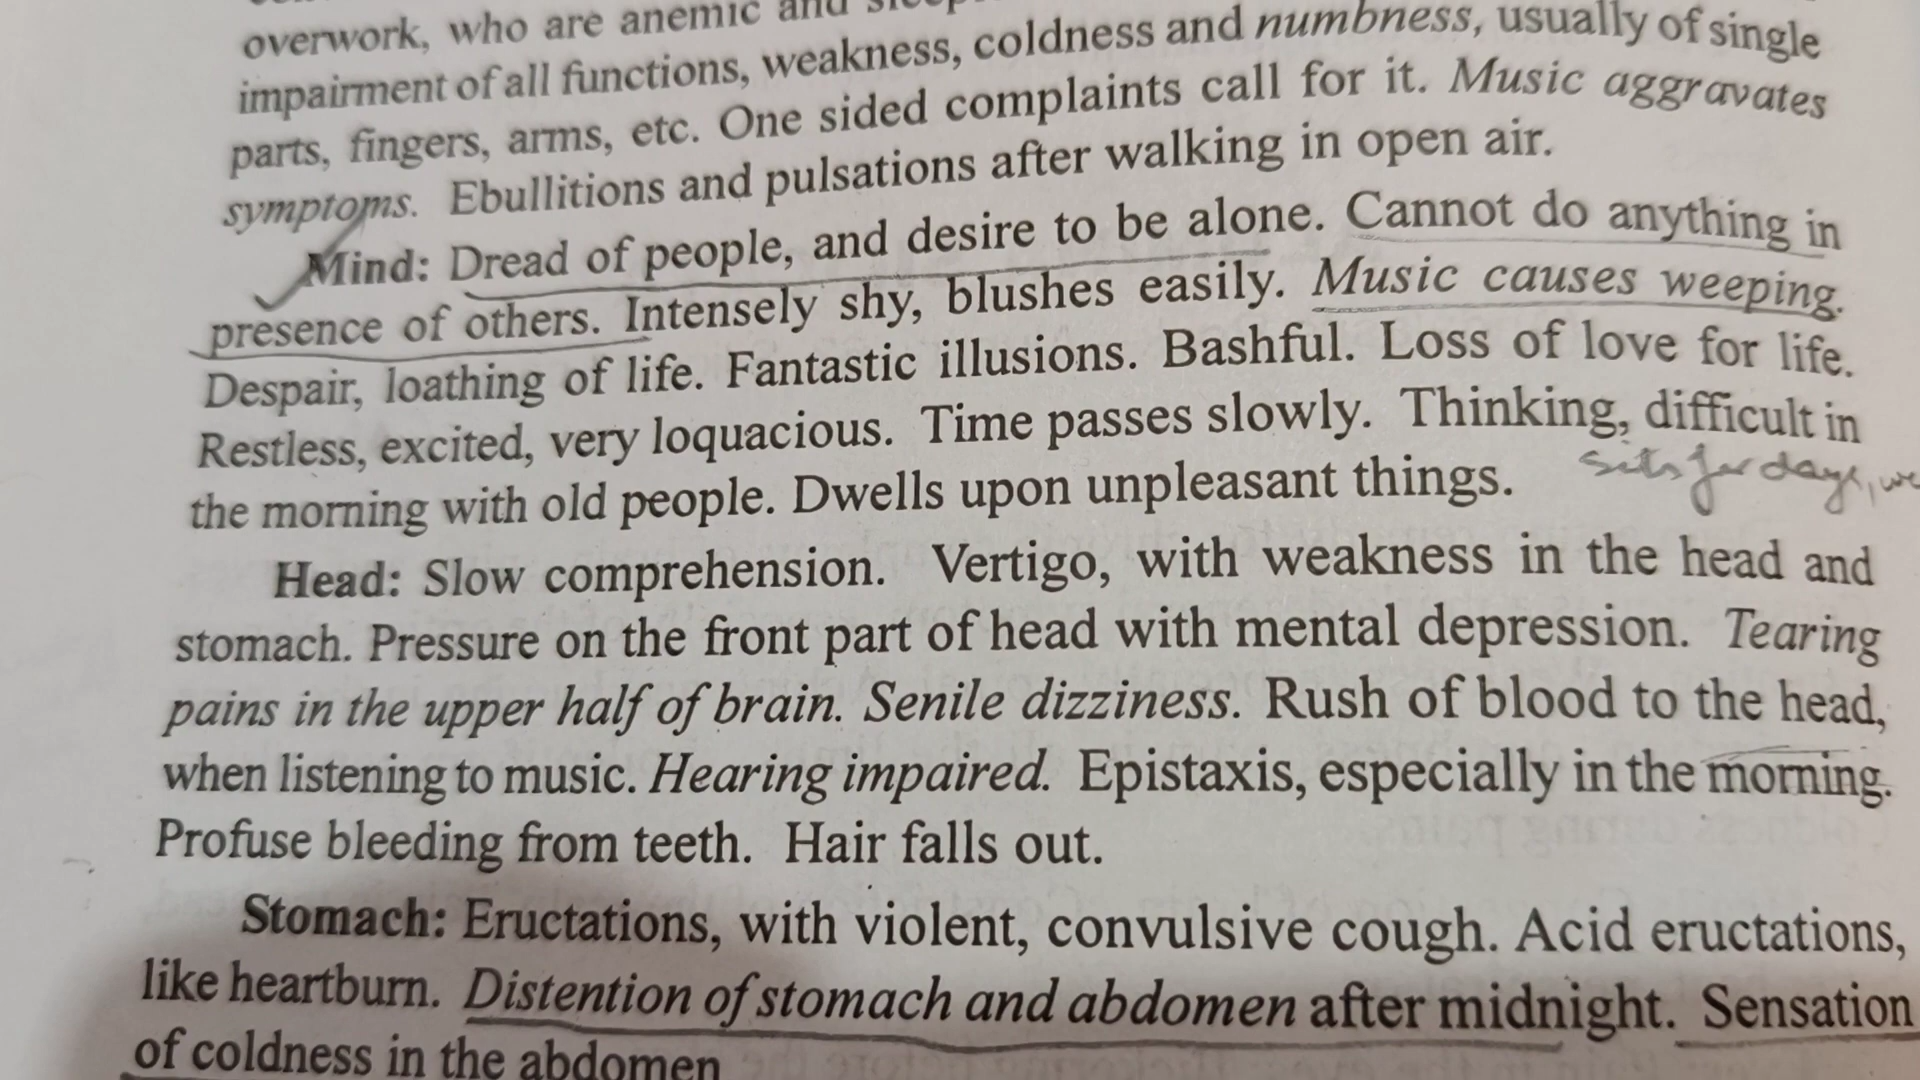 overwork, who are anemic and
impairment of all functions, weakness, coldness and numbness, usually of single
parts, fingers, arms, etc. One sided complaints call for it. Music aggravates
symptoms. Ebullitions and pulsations after walking in open air.
Mind: Dread of people, and desire to be alone. Cannot do anything in
presence of others. Intensely shy, blushes easily. Music causes weeping.
Despair, loathing of life. Fantastic illusions. Bashful. Loss of love for life.
Restless, excited, very loquacious. Time passes slowly. Thinking, difficult in
the morning with old people. Dwells upon unpleasant things.
sits for days, we
Head: Slow comprehension. Vertigo, with weakness in the head and
stomach. Pressure on the front part of head with mental depression. Tearing
pains in the upper half of brain. Senile dizziness. Rush of blood to the head,
when listening to music. Hearing impaired. Epistaxis, especially in the morning.
Profuse bleeding from teeth. Hair falls out.
Stomach: Eructations, with violent, convulsive cough. Acid eructations,
like heartburn. Distention of stomach and abdomen after midnight. Sensation
of coldness in the abdomen